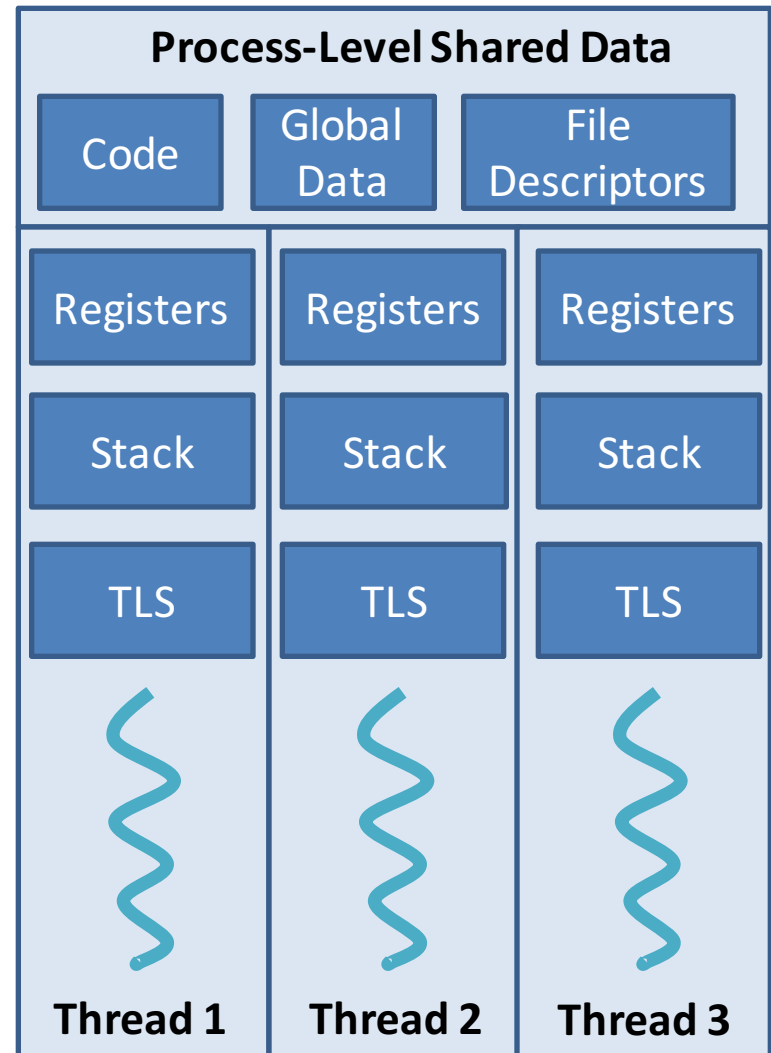 Process-Level Shared Data
Code
Global
Data
File
Descriptors
Registers
Registers
Registers
Stack
Stack
Stack
TLS
TLS
TLS
Thread 1
Thread 2
Thread 3